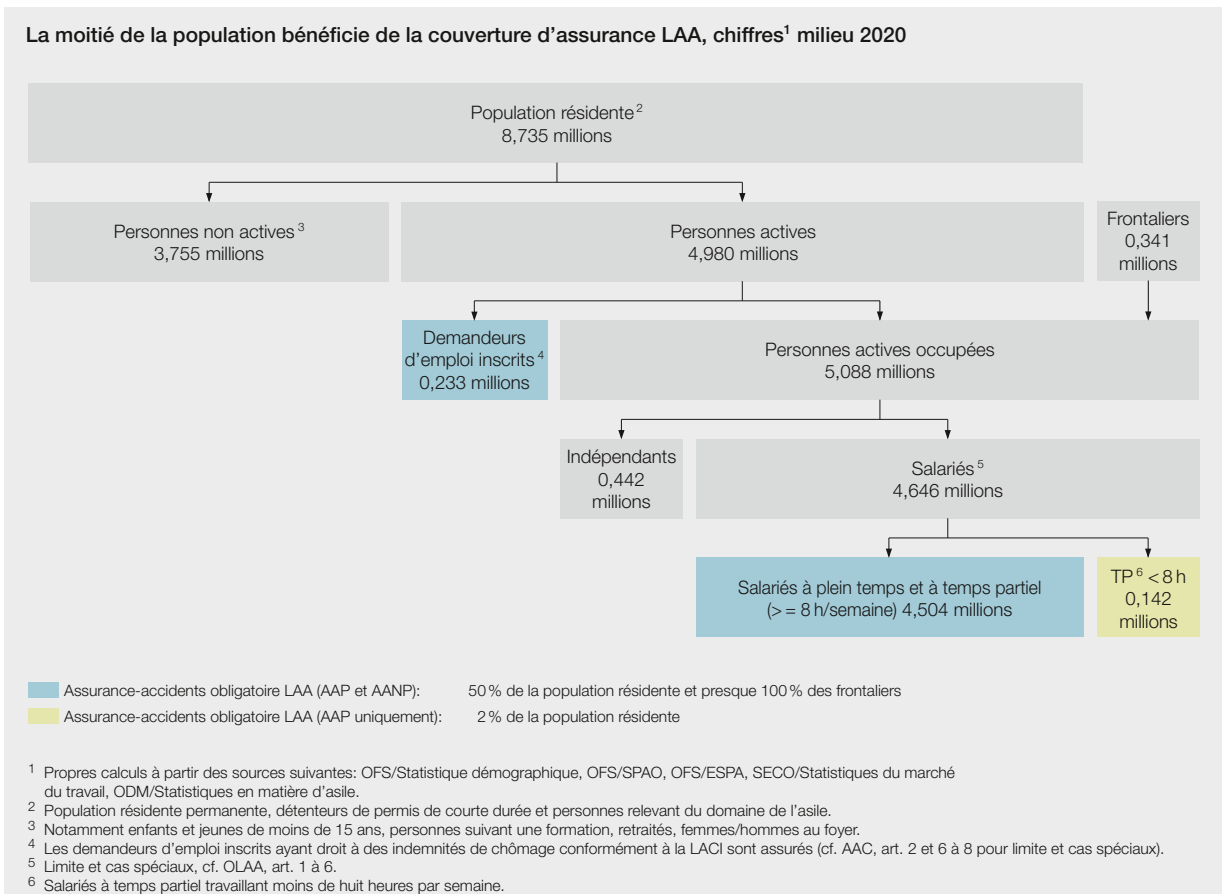 La moitié de la population bénéficie de la couverture d’assurance LAA, chiffres¹ milieu 2020
Population résidente ²
8,735 millions
Personnes non actives ³
3,755 millions
Personnes actives
4,980 millions
Frontaliers
0,341
millions
Demandeurs
d’emploi inscrits ⁴
0,233 millions
Personnes actives occupées
5,088 millions
Indépendants
0,442
millions
Salariés ⁵
4,646 millions
Salariés à plein temps et à temps partiel
(> = 8 h/semaine) 4,504 millions
TP ⁶ < 8 h
0,142
millions
Assurance-accidents obligatoire LAA (AAP et AANP): 50 % de la population résidente et presque 100 % des frontaliers
Assurance-accidents obligatoire LAA (AAP uniquement): 2 % de la population résidente
¹ Propres calculs à partir des sources suivantes: OFS/Statistique démographique, OFS/SPAO, OFS/ESPA, SECO/Statistiques du marché
du travail, ODM/Statistiques en matière d’asile.
² Population résidente permanente, détenteurs de permis de courte durée et personnes relevant du domaine de l’asile.
³ Notamment enfants et jeunes de moins de 15 ans, personnes suivant une formation, retraités, femmes/hommes au foyer.
⁴ Les demandeurs d’emploi inscrits ayant droit à des indemnités de chômage conformément à la LACI sont assurés (cf. AAC, art. 2 et 6 à 8 pour limite et cas spéciaux).
⁵ Limite et cas spéciaux, cf. OLAA, art. 1 à 6.
⁶ Salariés à temps partiel travaillant moins de huit heures par semaine.